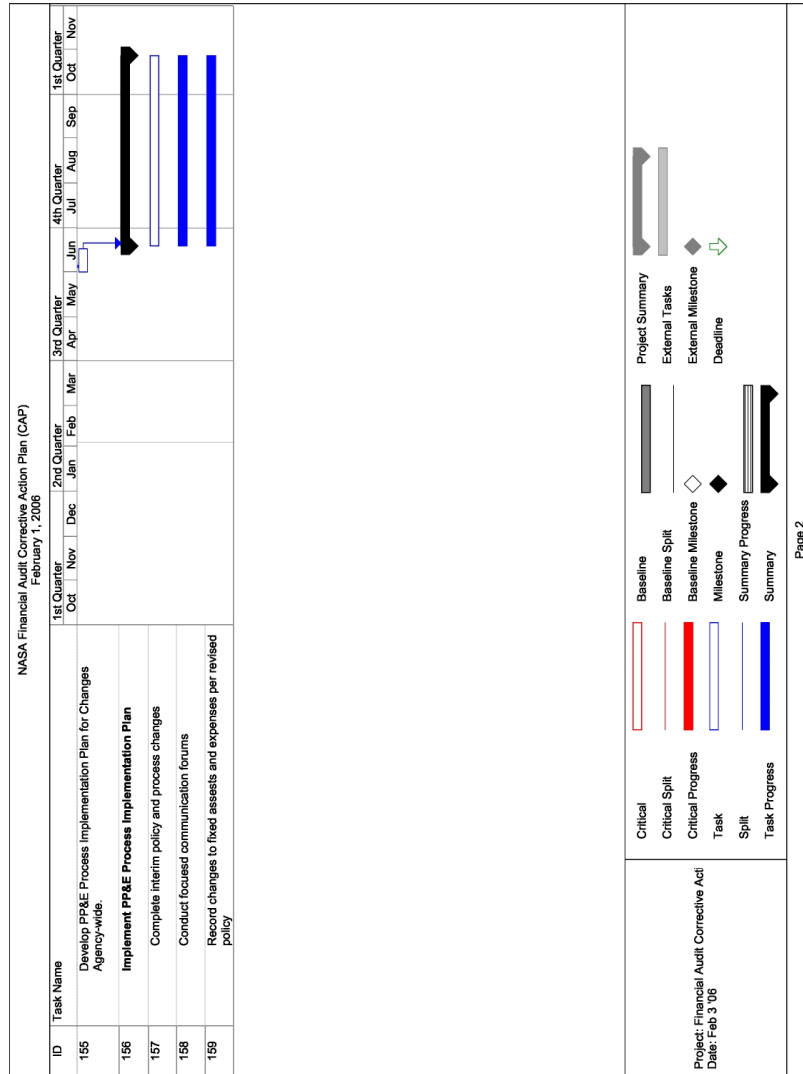 NASA Financial Audit Corrective Action Plan (CAP)
February 1, 2006
ID Task Name 1st Quarter 2nd Quarter 3rd Quarter 4th Quarter 1st Quarter
Oct Nov Dec Jan Feb Mar Apr May Jun Jul Aug Sep Oct Nov
155 Develop PP&E Process Implementation Plan for Changes
Agency-wide.
156 Implement PP&E Process Implementation Plan
157 Complete interim policy and process changes
158 Conduct focuesd communication forums
159 Record changes to fixed assests and expenses per revised
policy
Project: Financial Audit Corrective Acti
Date: Feb 3 '06
Critical
Critical Split
Critical Progress
Task
Split
Task Progress
Baseline
Baseline Split
Baseline Milestone
Milestone
Summary Progress
Summary
Project Summary
External Tasks
External Milestone
Deadline
Page 2